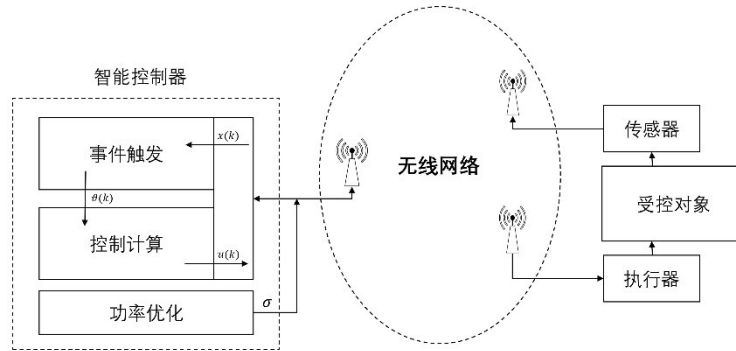 智能控制器
事件触发
x(k)
θ(k)
控制计算
u(k)
功率优化
σ
无线网络
传感器
受控对象
执行器